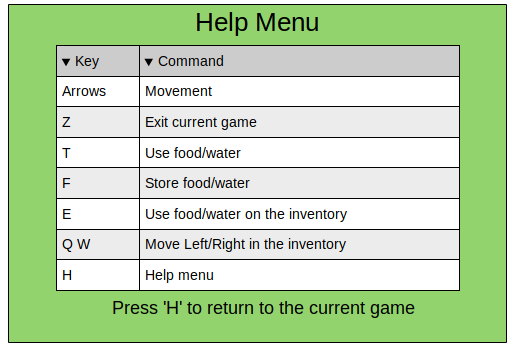 Help Menu
▼ Key ▼ Command
Arrows Movement
Z Exit current game
T Use food/water
F Store food/water
E Use food/water on the inventory
Q W Move Left/Right in the inventory
H Help menu
Press 'H' to return to the current game